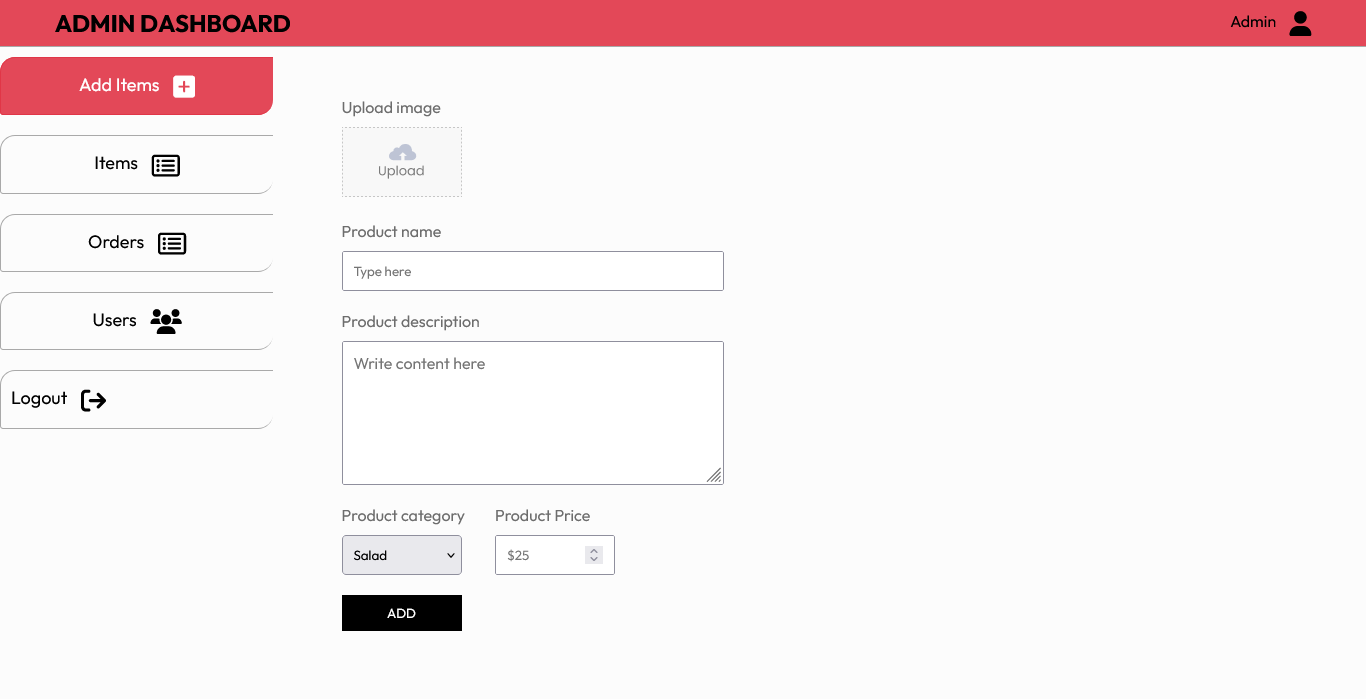 ADMIN DASHBOARD
Admin
Add Items
Items
Orders
Users
Logout
Upload image
Upload
Product name
Type here
Product description
Write content here
Product category
Product Price
Salad
$25
ADD